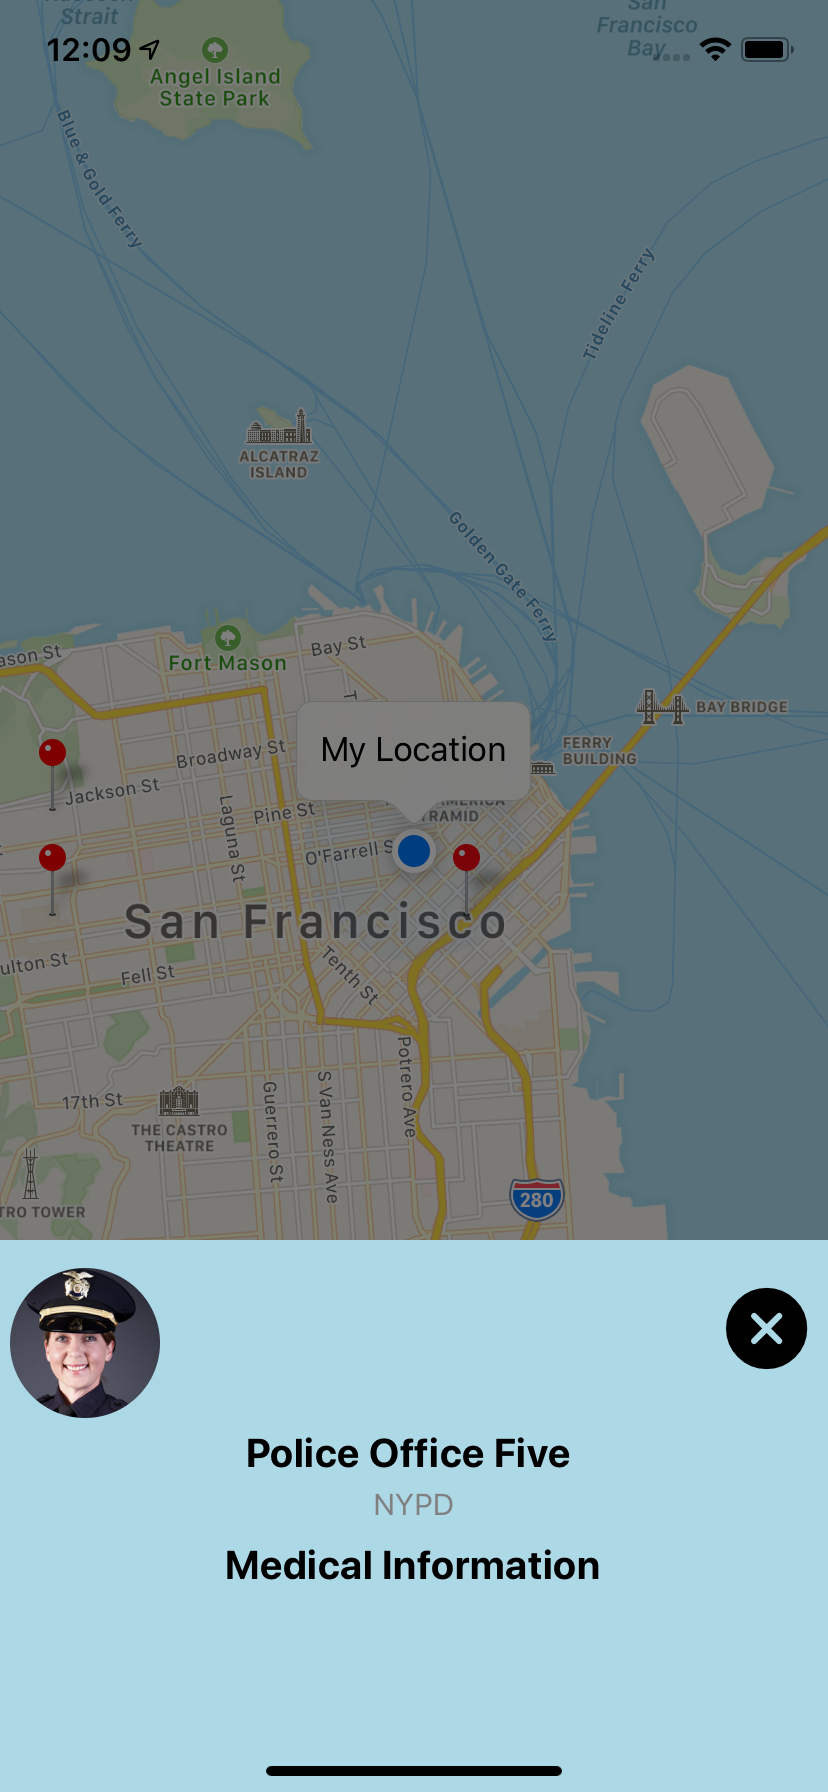 Strait
San
Francisco
Bay
12:09
Angel Island
State Park
Blue & Gold Ferry
Tideline Ferry
ALCATRAZ
ISLAND
Golden Gate Ferry
ason St
Fort Mason
Bay St
T
BAY BRIDGE
My Location
FERRY
BUILDING
Broadway St
Jackson St
Laguna St
Pine St
AMERICA
RAMID
O'Farrell S
San Francisco
ulton St
Fell St
Tenth St
Potrero Ave
17th St
Guerrero St
S Van Ness Ave
THE CASTRO
THEATRE
TRO TOWER
280
Police Office Five
NYPD
Medical Information